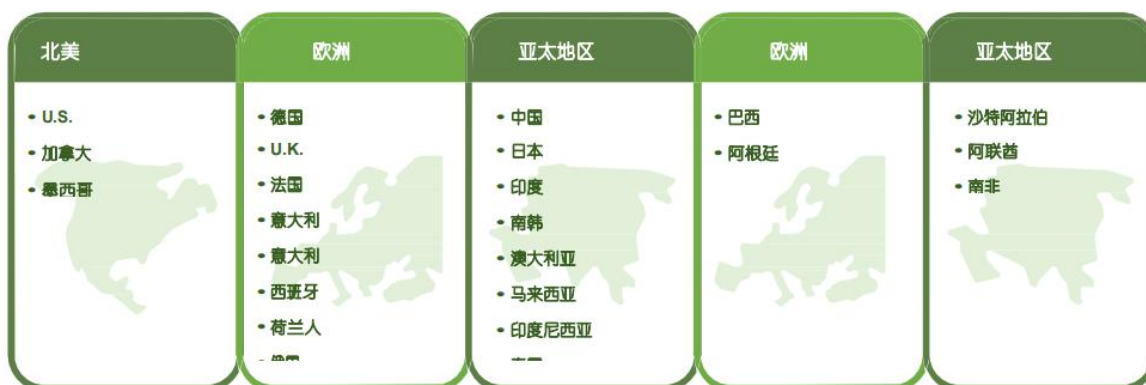 北美
• U.S.
• 加拿大
• 墨西哥
欧洲
• 德国
• U.K.
• 法国
• 意大利
• 意大利
• 西班牙
• 荷兰人
亚太地区
• 中国
• 日本
• 印度
• 南韩
• 澳大利亚
• 马来西亚
• 印度尼西亚
欧洲
• 巴西
• 阿根廷
亚太地区
• 沙特阿拉伯
• 阿联酋
• 南非